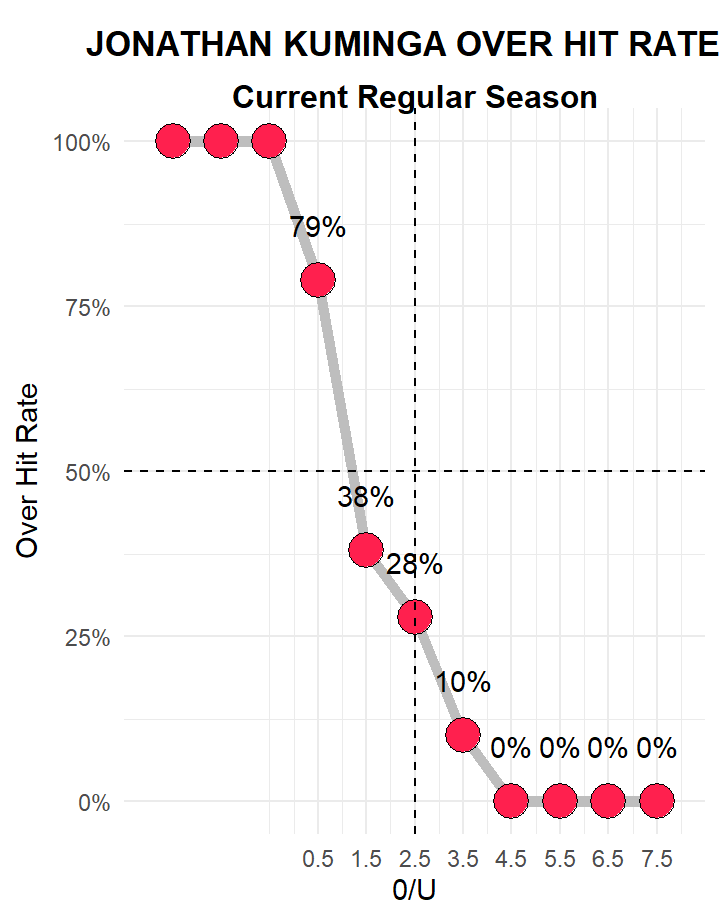 JONATHAN KUMINGA OVER HIT RATE
Current Regular Season
100%
79%
75%
Over Hit Rate
50%
38%
28%
25%
10%
0% 0% 0% 0%
0%
0.5 1.5 2.5 3.5 4.5 5.5 6.5 7.5
0/U